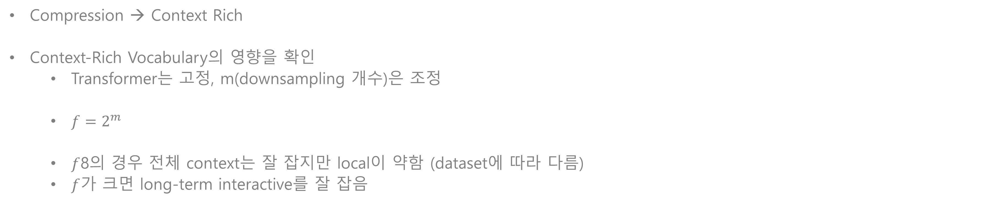 • Compression → Context Rich
• Context-Rich Vocabulary의 영향을 확인
• Transformer는 고정, m(downsampling 개수)은 조정
• 𝑓 = 2ᵐ
• 𝑓8의 경우 전체 context는 잘 잡지만 local이 약함 (dataset에 따라 다름)
• 𝑓가 크면 long-term interactive를 잘 잡음